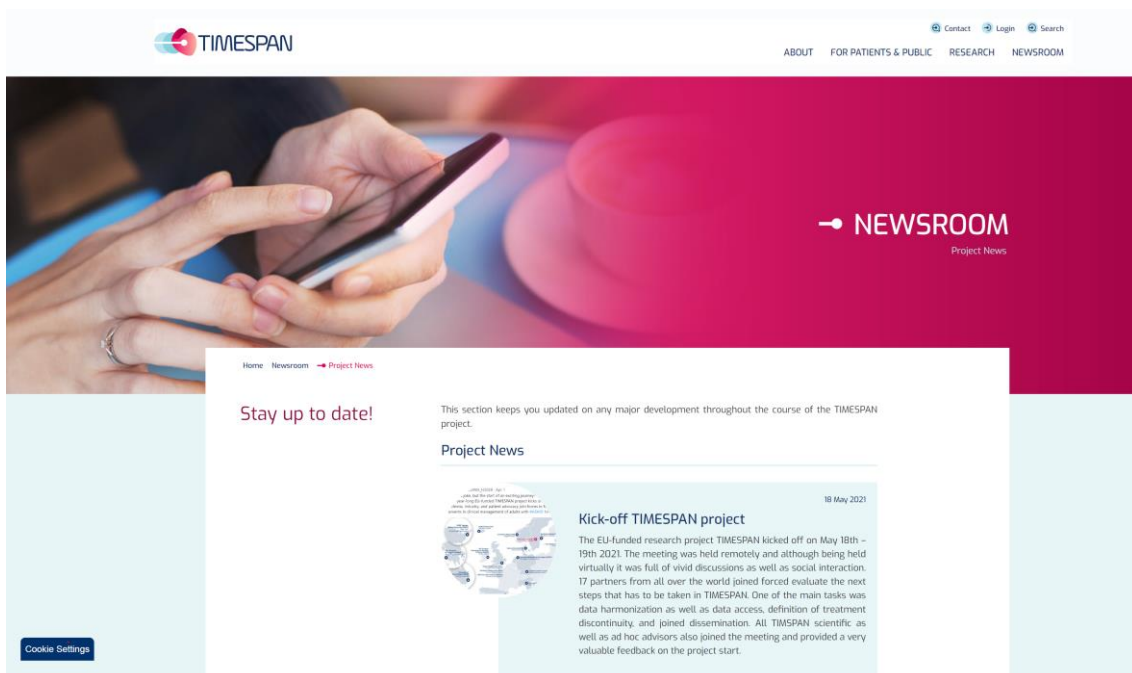 TIMESPAN
Contact Login Search
ABOUT FOR PATIENTS & PUBLIC RESEARCH NEWSROOM
NEWSROOM
Project News
Home Newsroom Project News
Stay up to date!
This section keeps you updated on any major development throughout the course of the TIMESPAN
project.
Project News
18 May 2021
Kick-off TIMESPAN project
The EU-funded research project TIMESPAN kicked off on May 18th –
19th 2021. The meeting was held remotely and although being held
virtually it was full of vivid discussions as well as social interaction.
17 partners from all over the world joined forced evaluate the next
steps that has to be taken in TIMESPAN. One of the main tasks was
data harmonization as well as data access, definition of treatment
discontinuity, and joined dissemination. All TIMSPAN scientific as
well as ad hoc advisors also joined the meeting and provided a very
valuable feedback on the project start.
Cookie Settings